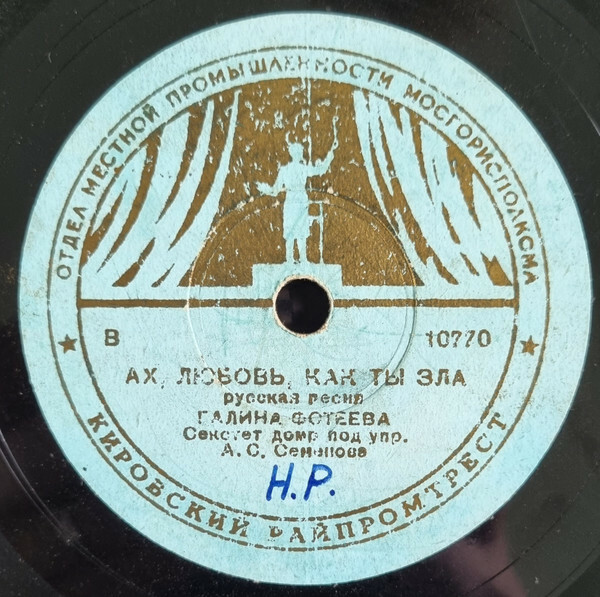 ОТДЕЛ МЕСТНОЙ ПРОМЫШЛЕННОСТИ МОСГОРИСПОЛКОМА
В 10770
АХ, ЛЮБОВЬ, КАК ТЫ ЗЛА
русская песня
ГАЛИНА ФОТЕЕВА
Секстет домр под упр.
А. С. Семенова
Н.Р.
КИРОВСКИЙ РАЙПРОМТРЕСТ